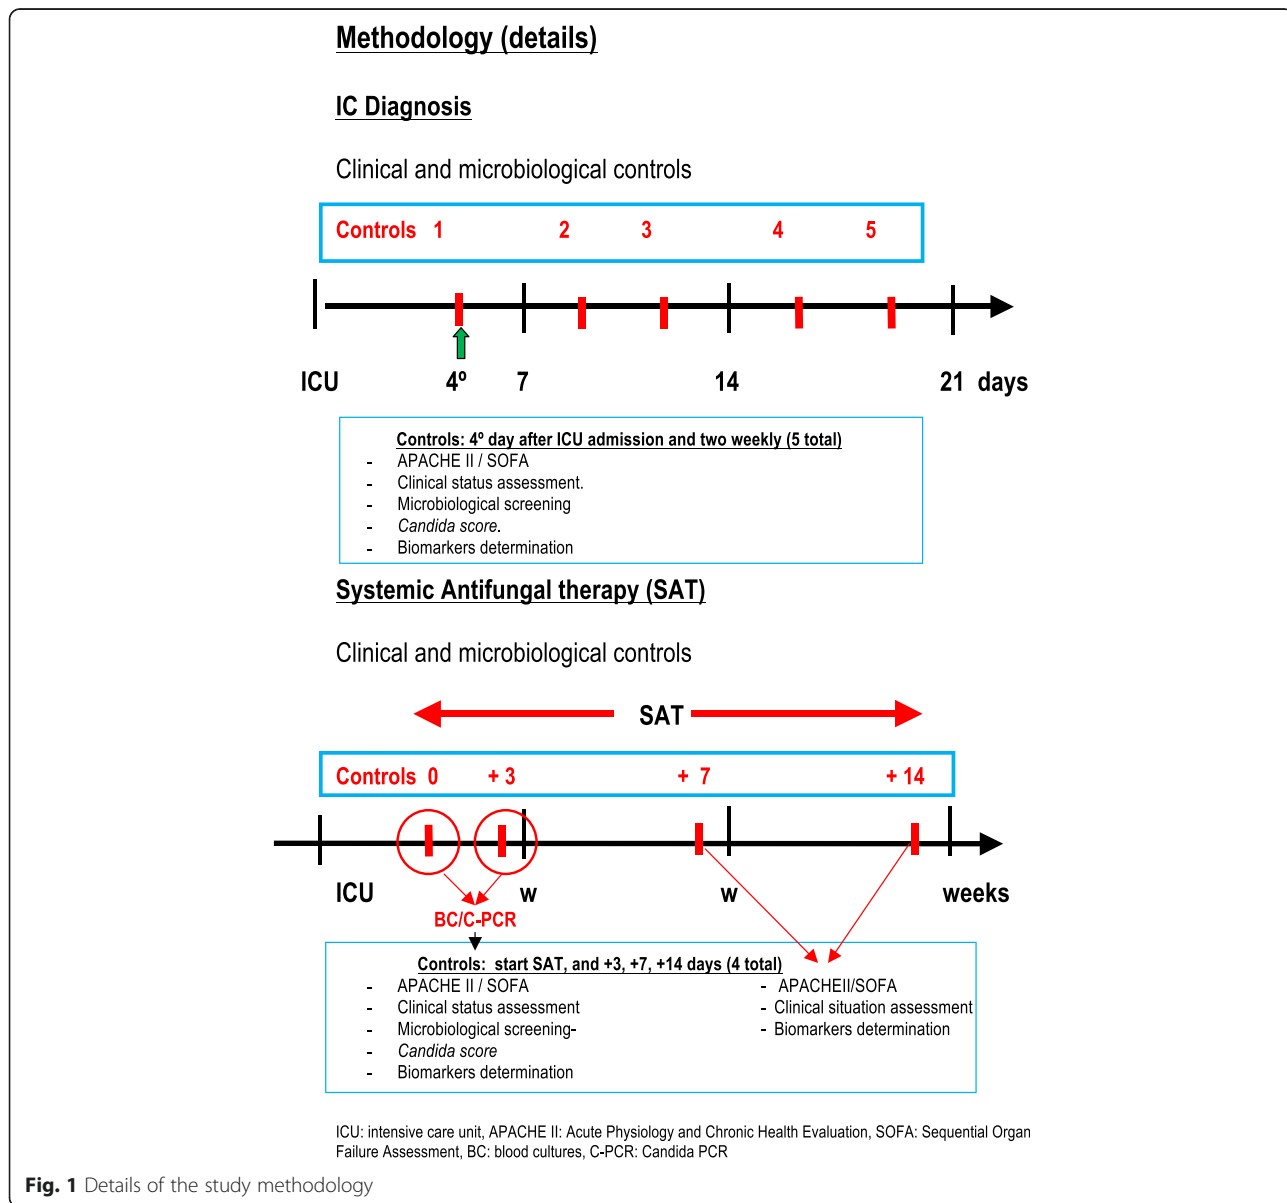 Methodology (details)
IC Diagnosis
Clinical and microbiological controls
Controls 1 2 3 4 5
ICU 4º 7 14 21 days
Controls: 4º day after ICU admission and two weekly (5 total)
- APACHE II / SOFA
- Clinical status assessment.
- Microbiological screening
- Candida score.
- Biomarkers determination
Systemic Antifungal therapy (SAT)
Clinical and microbiological controls
SAT
Controls 0 + 3 + 7 + 14
ICU w w weeks
BC/C-PCR
Controls: start SAT, and +3, +7, +14 days (4 total)
- APACHE II / SOFA
- Clinical status assessment
- Microbiological screening-
- Candida score
- Biomarkers determination
- APACHEII/SOFA
- Clinical situation assessment
- Biomarkers determination
ICU: intensive care unit, APACHE II: Acute Physiology and Chronic Health Evaluation, SOFA: Sequential Organ
Failure Assessment, BC: blood cultures, C-PCR: Candida PCR
Fig. 1 Details of the study methodology